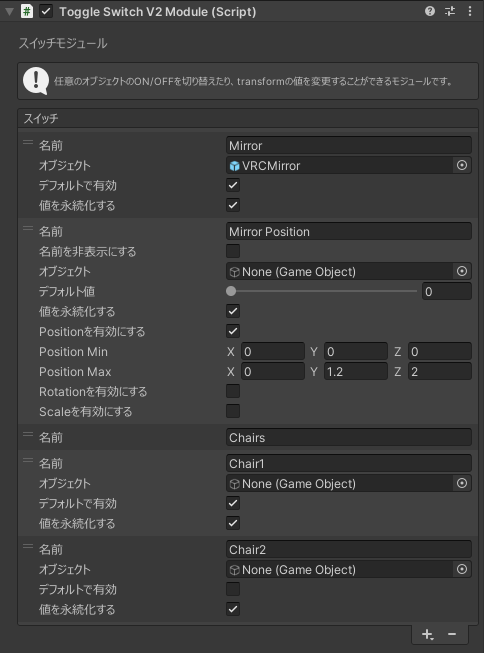 Toggle Switch V2 Module (Script)
スイッチモジュール
任意のオブジェクトのON/OFFを切り替えたり、transformの値を変更することができるモジュールです。
スイッチ
名前 Mirror
オブジェクト VRCMirror
デフォルトで有効
値を永続化する
名前 Mirror Position
名前を非表示にする
オブジェクト None (Game Object)
デフォルト値 0
値を永続化する
Positionを有効にする
Position Min X 0 Y 0 Z 0
Position Max X 0 Y 1.2 Z 2
Rotationを有効にする
Scaleを有効にする
名前 Chairs
名前 Chair1
オブジェクト None (Game Object)
デフォルトで有効
値を永続化する
名前 Chair2
オブジェクト None (Game Object)
デフォルトで有効
値を永続化する